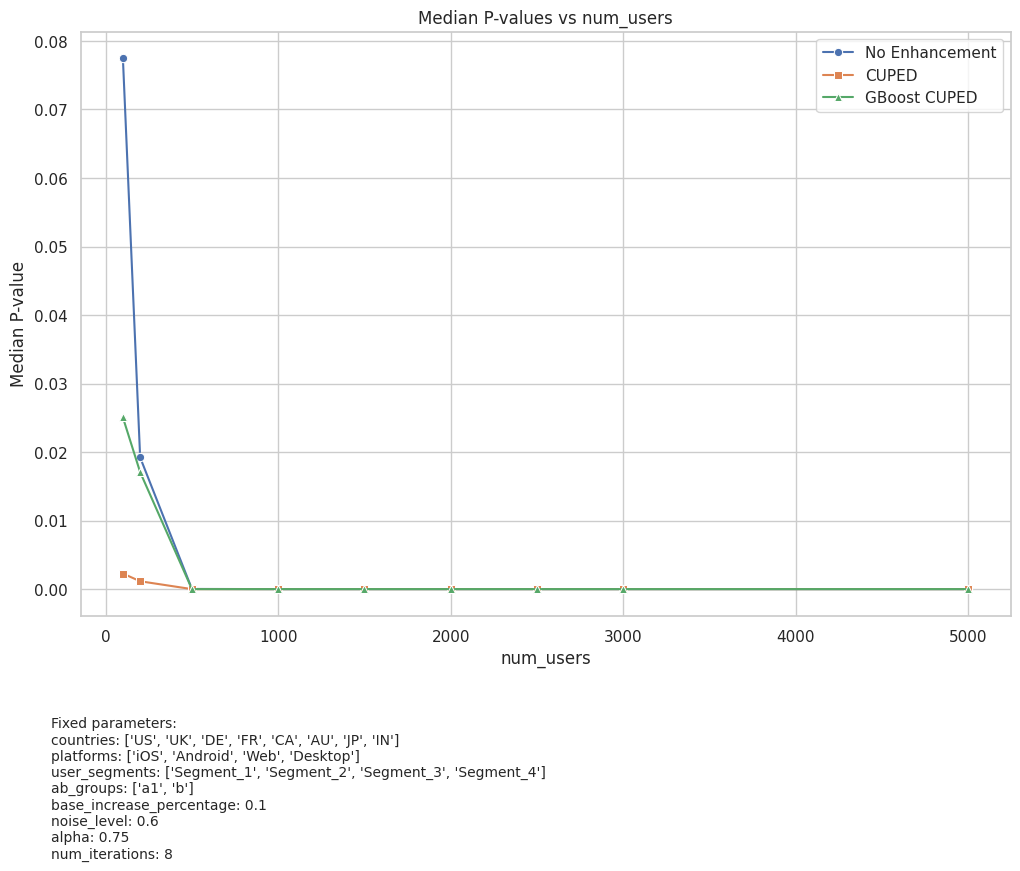 Median P-values vs num_users
No Enhancement
CUPED
GBoost CUPED
Median P-value
0.08
0.07
0.06
0.05
0.04
0.03
0.02
0.01
0.00
0
1000
2000
3000
4000
5000
num_users
Fixed parameters:
countries: ['US', 'UK', 'DE', 'FR', 'CA', 'AU', 'JP', 'IN']
platforms: ['iOS', 'Android', 'Web', 'Desktop']
user_segments: ['Segment_1', 'Segment_2', 'Segment_3', 'Segment_4']
ab_groups: ['a1', 'b']
base_increase_percentage: 0.1
noise_level: 0.6
alpha: 0.75
num_iterations: 8